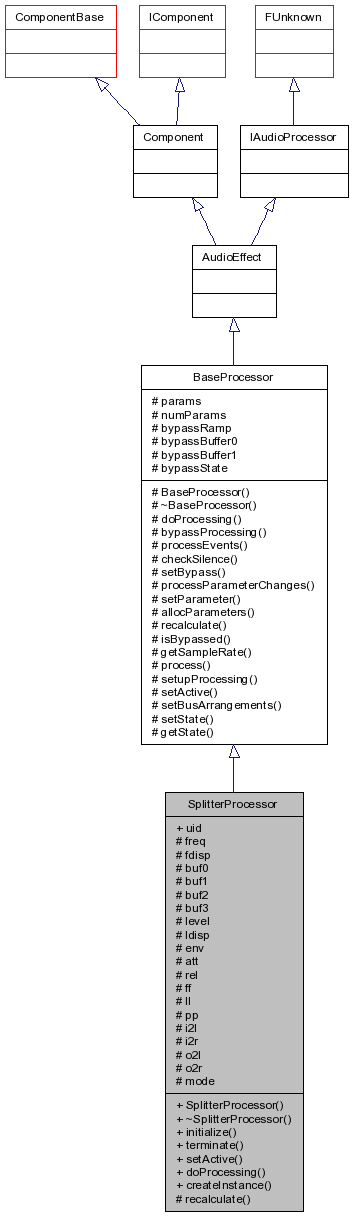 ComponentBase
IComponent
FUnknown
Component
IAudioProcessor
AudioEffect
BaseProcessor
# params
# numParams
# bypassRamp
# bypassBuffer0
# bypassBuffer1
# bypassState
# BaseProcessor()
# ~BaseProcessor()
# doProcessing()
# bypassProcessing()
# processEvents()
# checkSilence()
# setBypass()
# processParameterChanges()
# setParameter()
# allocParameters()
# recalculate()
# isBypassed()
# getSampleRate()
# process()
# setupProcessing()
# setActive()
# setBusArrangements()
# setState()
# getState()
SplitterProcessor
+ uid
# freq
# fdisp
# buf0
# buf1
# buf2
# buf3
# level
# ldisp
# env
# att
# rel
# ff
# ll
# pp
# i2l
# i2r
# o2l
# o2r
# mode
+ SplitterProcessor()
+ ~SplitterProcessor()
+ initialize()
+ terminate()
+ setActive()
+ doProcessing()
+ createInstance()
# recalculate()